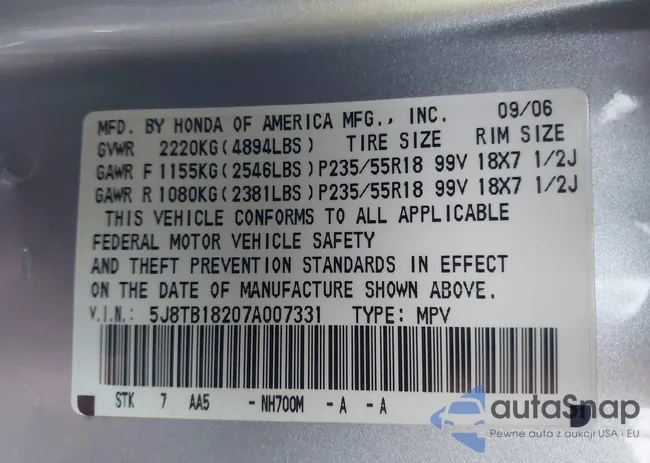 MFD. BY HONDA OF AMERICA MFG., INC. 09/06
GVWR 2220KG(4894LBS) TIRE SIZE RIM SIZE
GAWR F 1155KG(2546LBS)P235/55R18 99V 18X7 1/2J
GAWR R 1080KG(2381LBS)P235/55R18 99V 18X7 1/2J
THIS VEHICLE CONFORMS TO ALL APPLICABLE
FEDERAL MOTOR VEHICLE SAFETY
AND THEFT PREVENTION STANDARDS IN EFFECT
ON THE DATE OF MANUFACTURE SHOWN ABOVE.
V.I.N.: 5J8TB18207A007331 TYPE: MPV
STK 7 AA5 -NH700M -A -A
autaSnap
Pewne auta z aukcji USA i EU